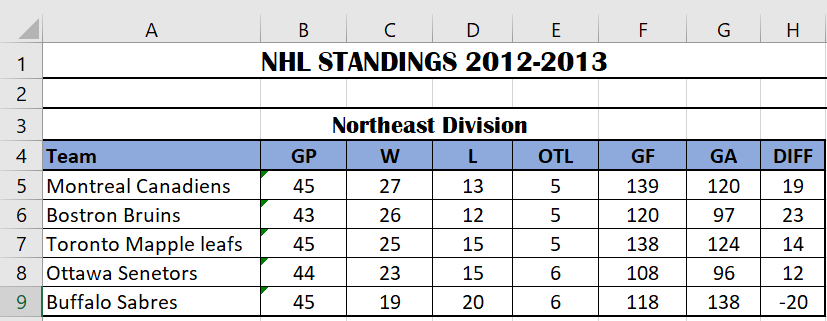 A B C D E F G H
1 NHL STANDINGS 2012-2013
2
3 Northeast Division
4 Team GP W L OTL GF GA DIFF
5 Montreal Canadiens 45 27 13 5 139 120 19
6 Bostron Bruins 43 26 12 5 120 97 23
7 Toronto Mapple leafs 45 25 15 5 138 124 14
8 Ottawa Senetors 44 23 15 6 108 96 12
9 Buffalo Sabres 45 19 20 6 118 138 -20